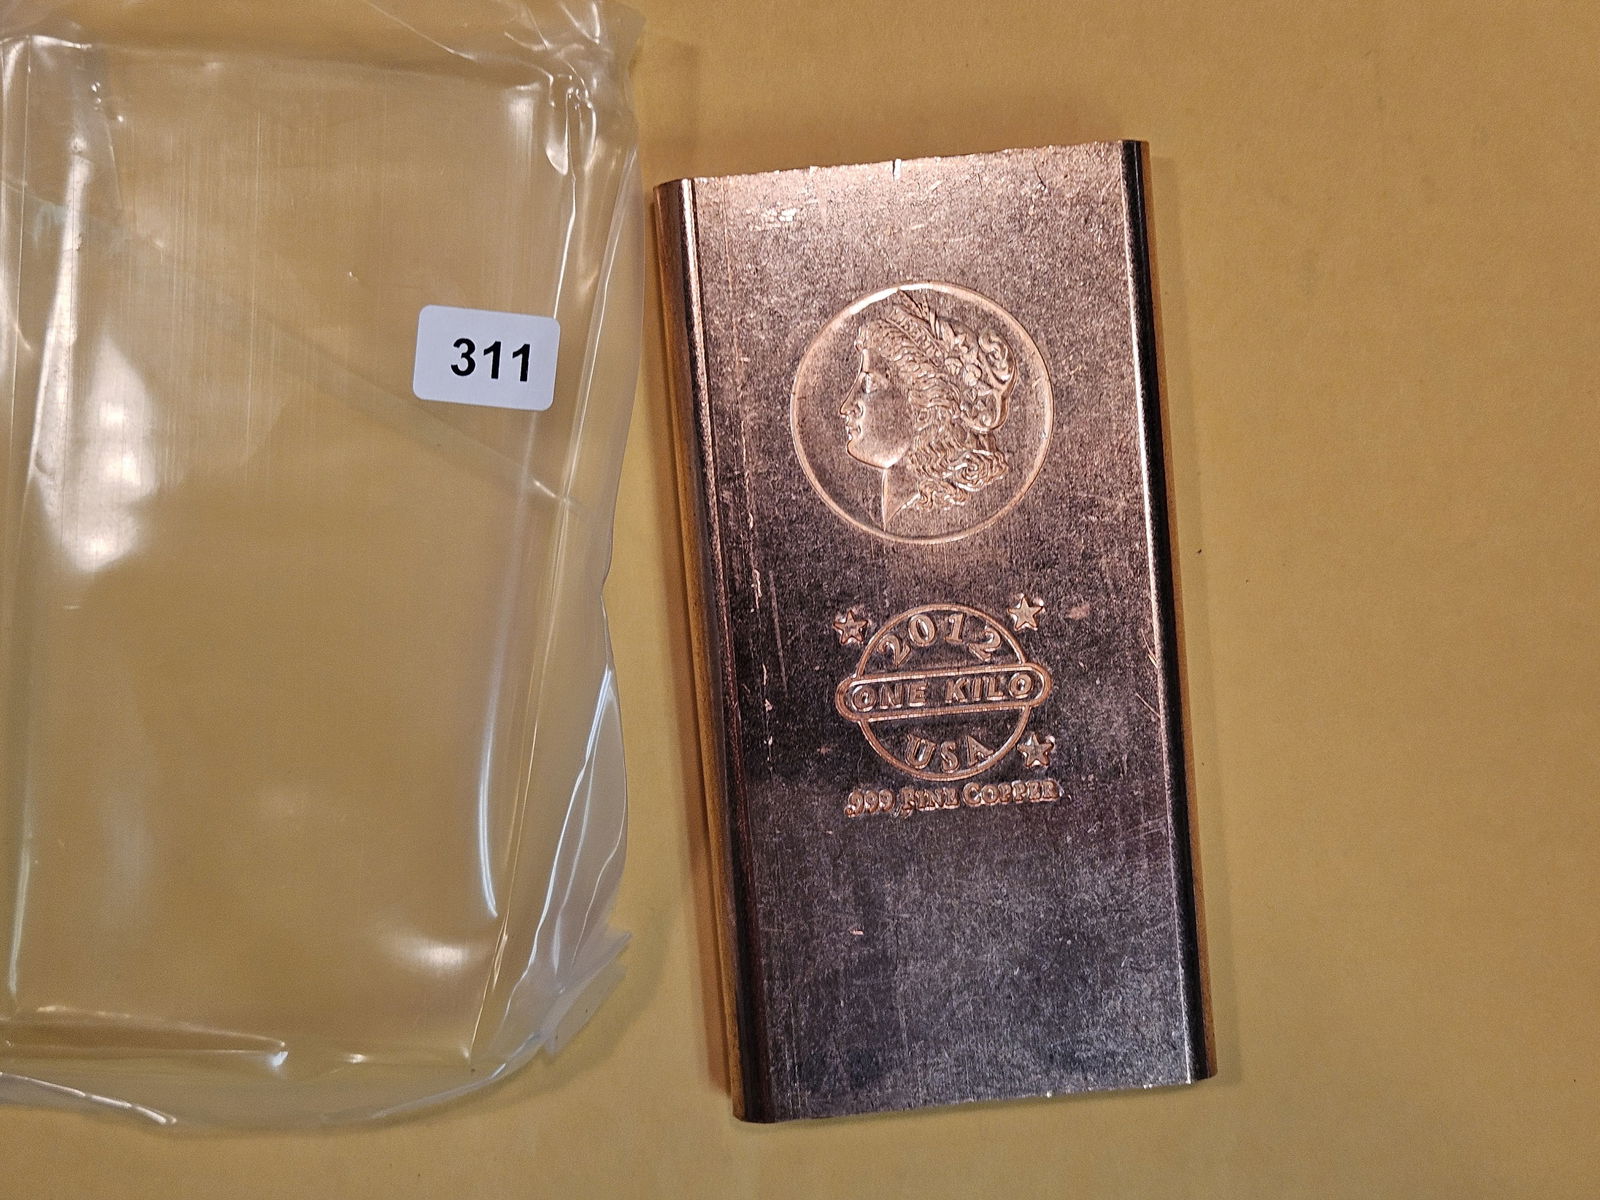 311
2012
ONE KILO
USA
.999 FINE COPPER